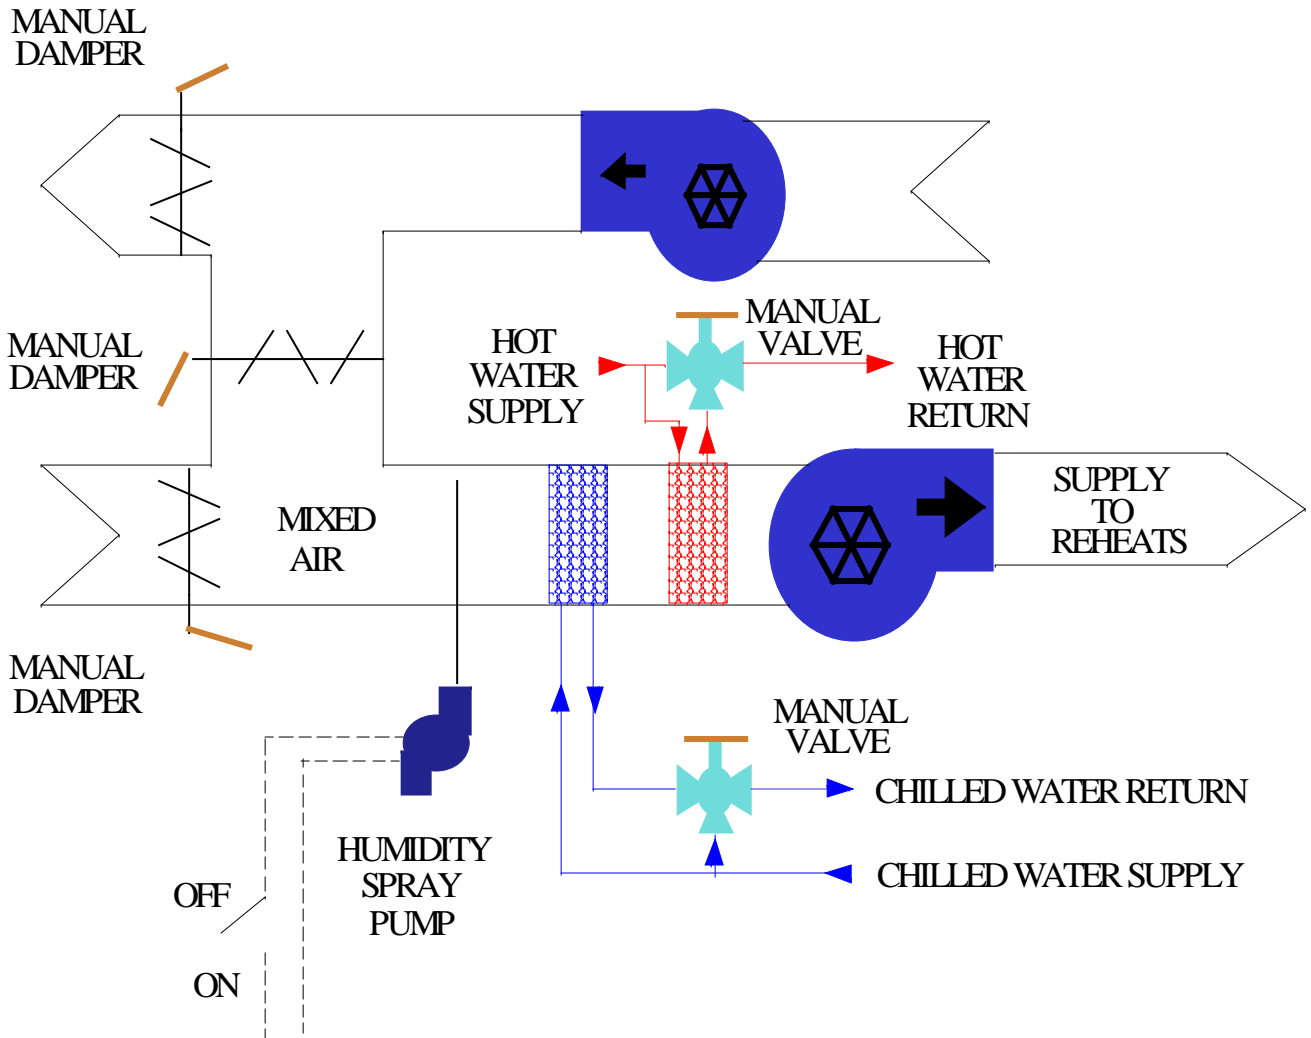 MANUAL
DAMPER
MANUAL
VALVE
HOT
WATER
SUPPLY
HOT
WATER
RETURN
MANUAL
DAMPER
SUPPLY
TO
REHEATS
MIXED
AIR
MANUAL
DAMPER
MANUAL
VALVE
CHILLED WATER RETURN
CHILLED WATER SUPPLY
HUMIDITY
SPRAY
PUMP
OFF
ON